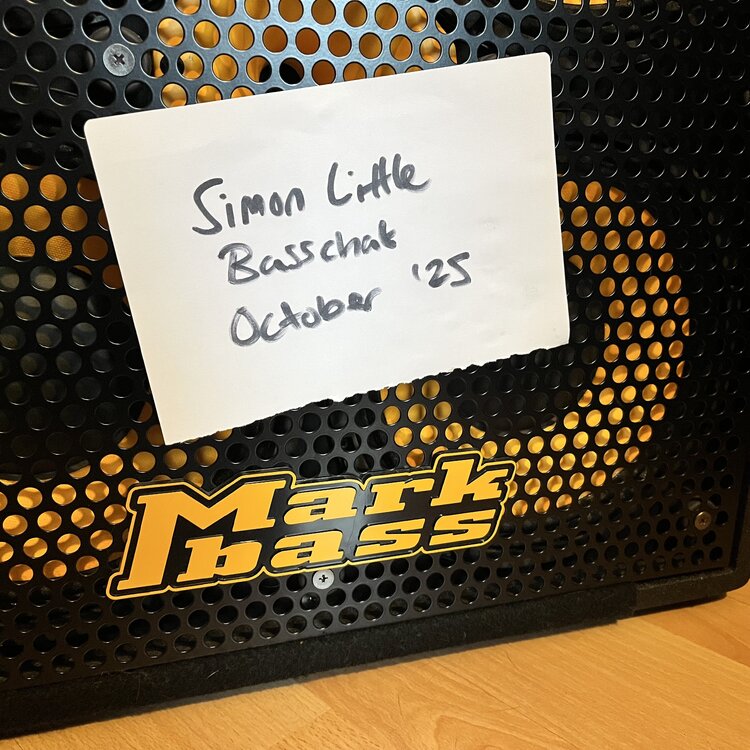 Simon Little
Basschat
October '25
Mark
bass